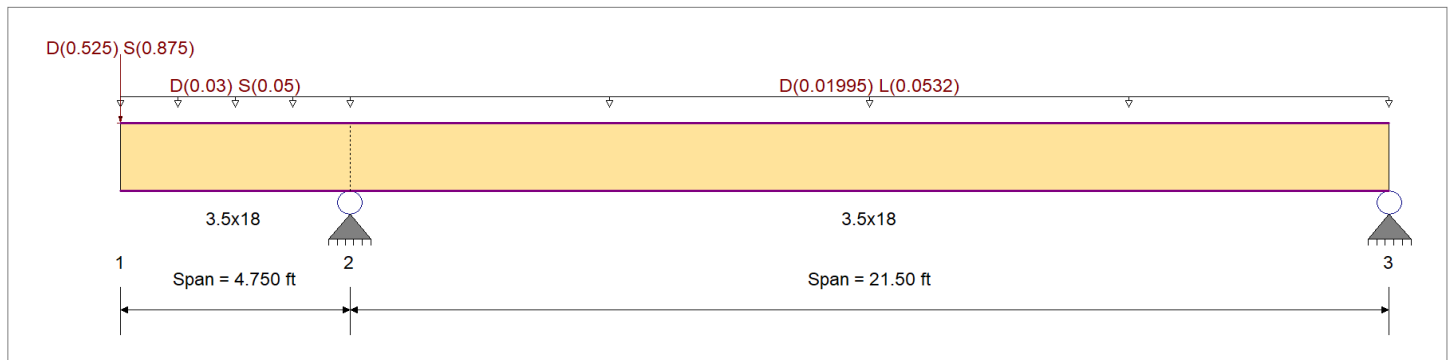 D(0.525) S(0.875)
D(0.03) S(0.05)
D(0.01995) L(0.0532)
3.5x18
3.5x18
1
2
3
Span = 4.750 ft
Span = 21.50 ft